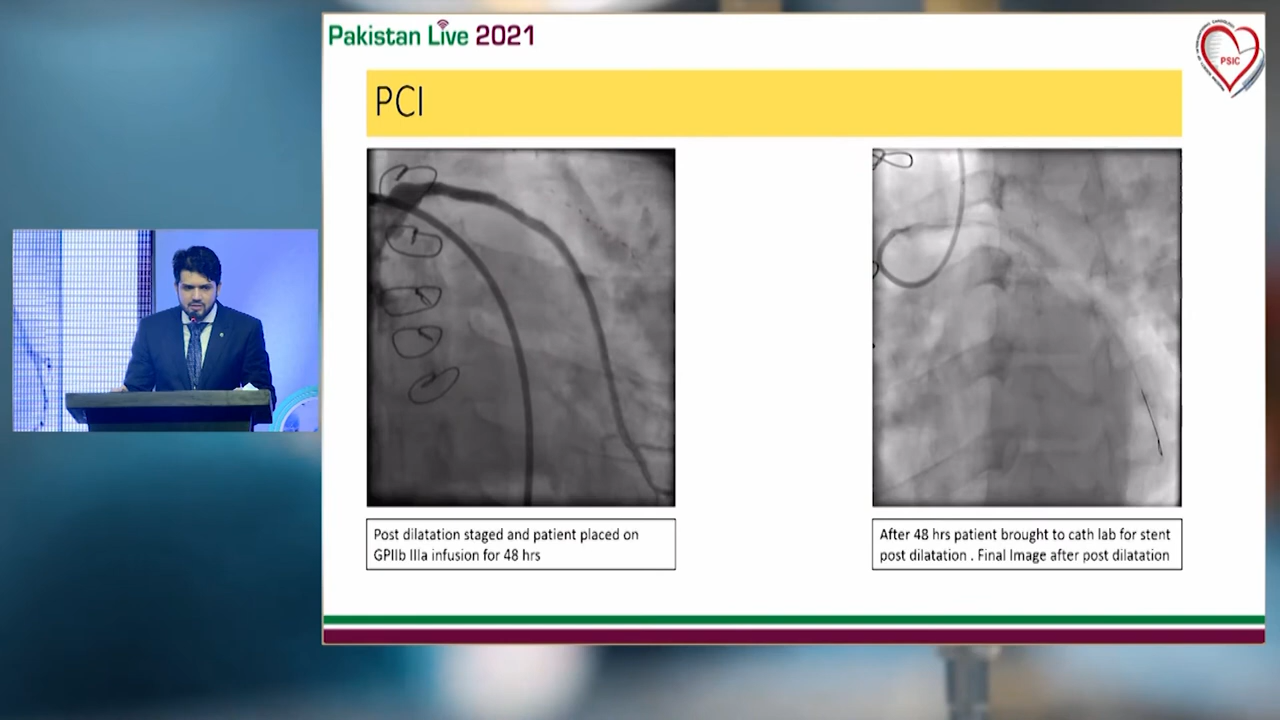 Pakistan Live 2021
PSIC
PCI
Post dilatation staged and patient placed on
GPIIb IIIa infusion for 48 hrs
After 48 hrs patient brought to cath lab for stent
post dilatation . Final Image after post dilatation